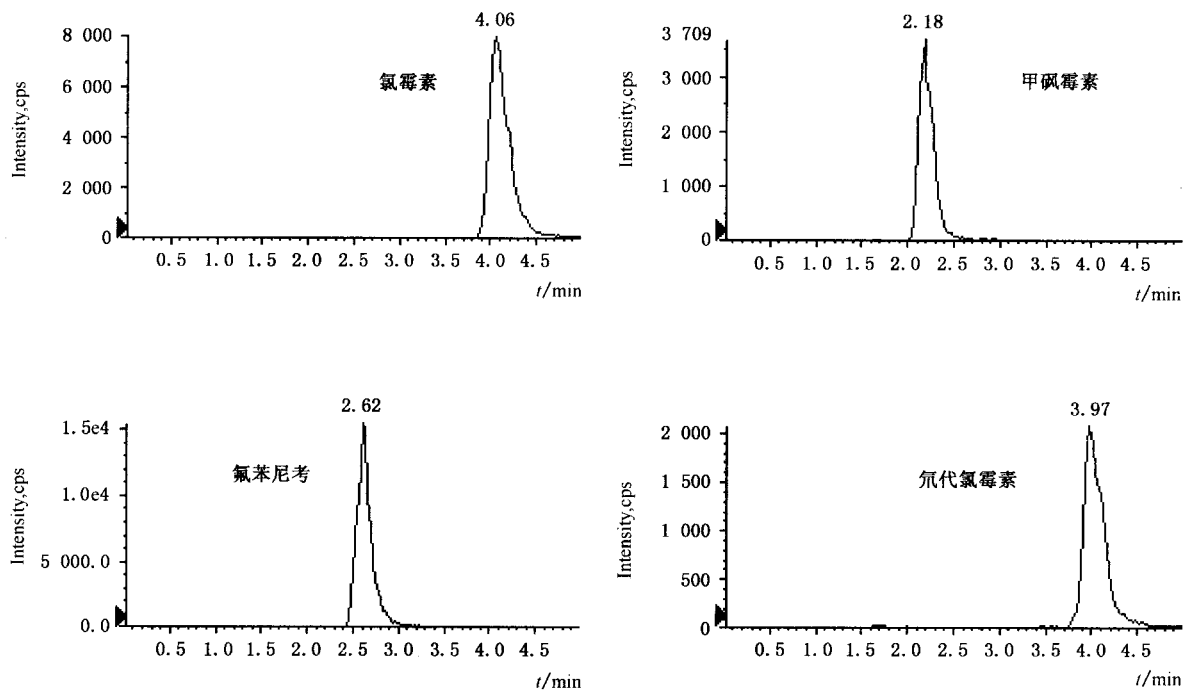 4.06
8 000
6 000
4 000
2 000
0
Intensity,cps
氯霉素
0.5 1.0 1.5 2.0 2.5 3.0 3.5 4.0 4.5
t/min
2.18
3 709
3 000
2 000
1 000
0
Intensity,cps
甲砜霉素
0.5 1.0 1.5 2.0 2.5 3.0 3.5 4.0 4.5
t/min
2.62
1.5e4
1.0e4
5 000.0
0.0
Intensity,cps
氟苯尼考
0.5 1.0 1.5 2.0 2.5 3.0 3.5 4.0 4.5
t/min
3.97
2 000
1 500
1 000
500
0
Intensity,cps
氘代氯霉素
0.5 1.0 1.5 2.0 2.5 3.0 3.5 4.0 4.5
t/min